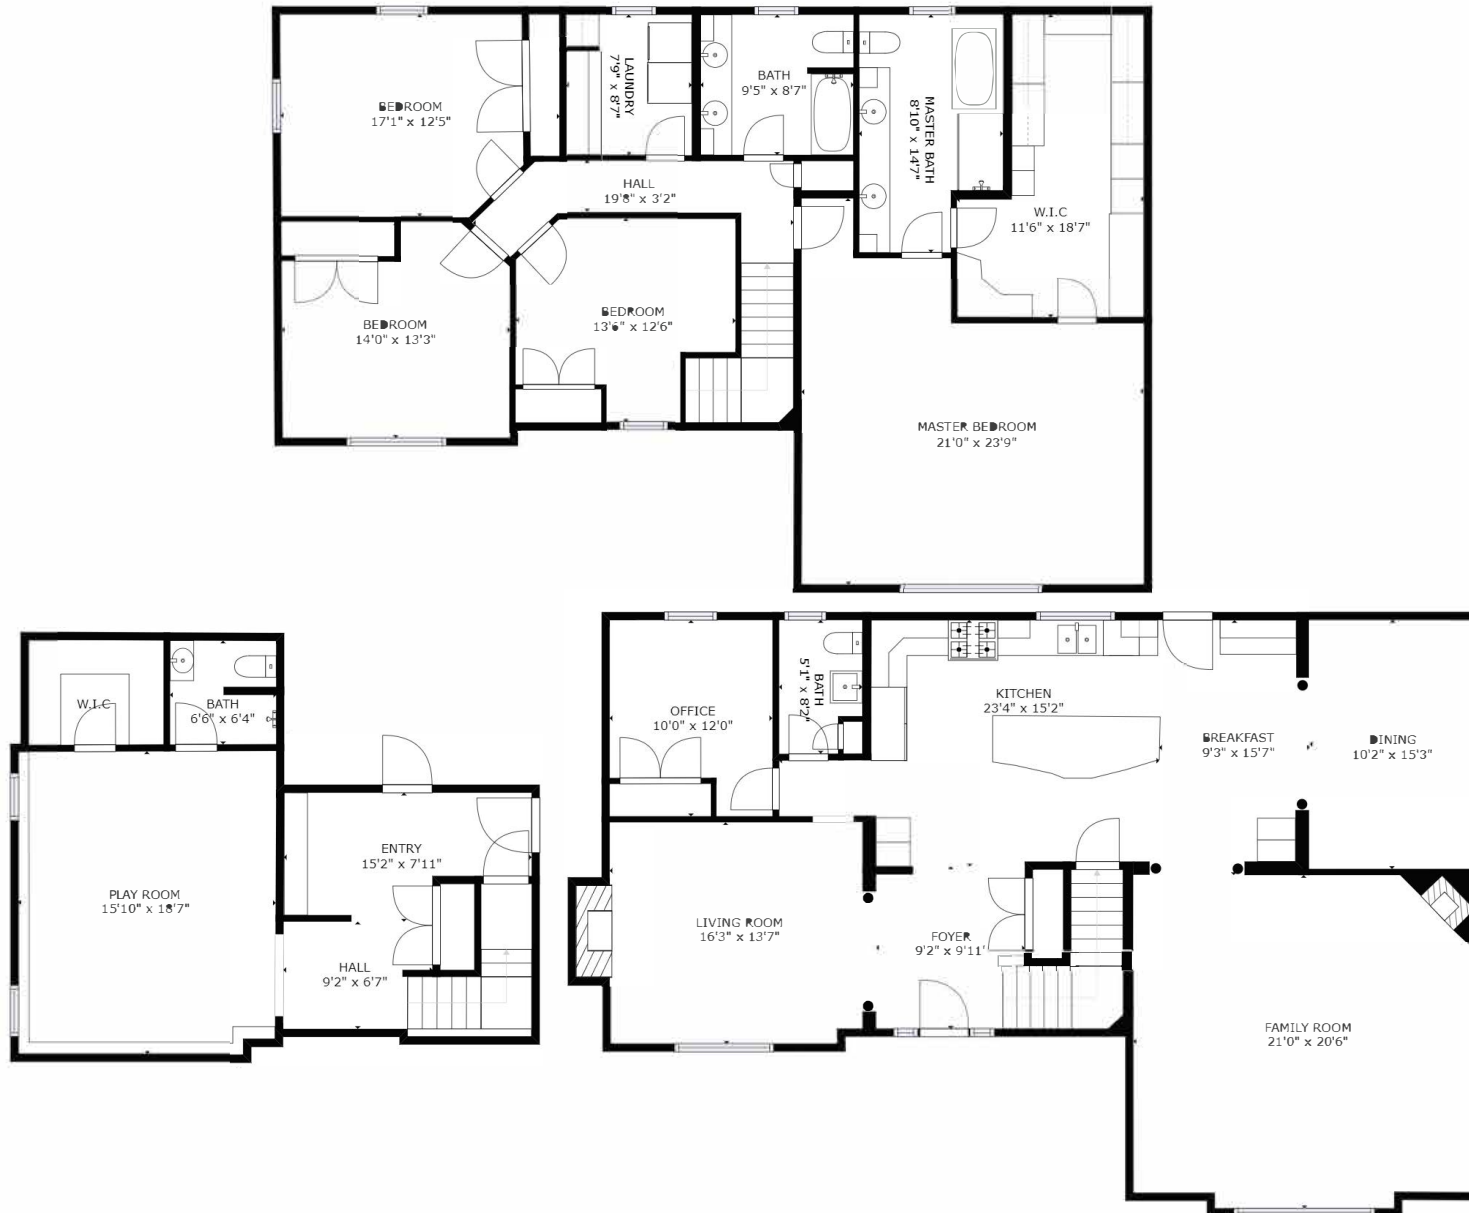 BEDROOM
17'1" x 12'5"
LAUNDRY
7'9" x 8'7"
BATH
9'5" x 8'7"
MASTER BATH
8'10" x 14'7"
HALL
19'8" x 3'2"
W.I.C
11'6" x 18'7"
BEDROOM
14'0" x 13'3"
BEDROOM
13'6" x 12'6"
MASTER BEDROOM
21'0" x 23'9"
W.I.C
BATH
6'6" x 6'4"
PLAY ROOM
15'10" x 18'7"
ENTRY
15'2" x 7'11"
HALL
9'2" x 6'7"
OFFICE
10'0" x 12'0"
BATH
5'1" x 8'2"
KITCHEN
23'4" x 15'2"
BREAKFAST
9'3" x 15'7"
DINING
10'2" x 15'3"
LIVING ROOM
16'3" x 13'7"
FOYER
9'2" x 9'11'
FAMILY ROOM
21'0" x 20'6"